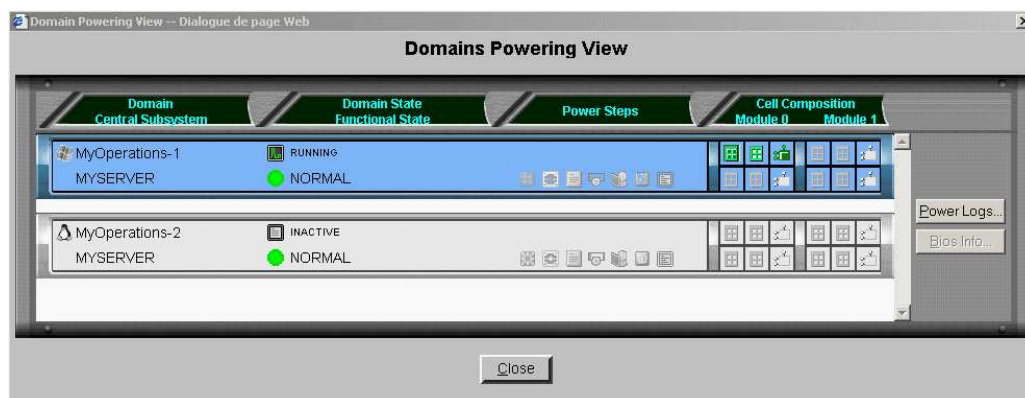 Domain Powering View -- Dialogue de page Web
Domains Powering View
Domain
Central Subsystem
Domain State
Functional State
Power Steps
Cell Composition
Module 0 Module 1
MyOperations-1 RUNNING
MYSERVER NORMAL
MyOperations-2 INACTIVE
MYSERVER NORMAL
Power Logs...
Bios Info...
Close